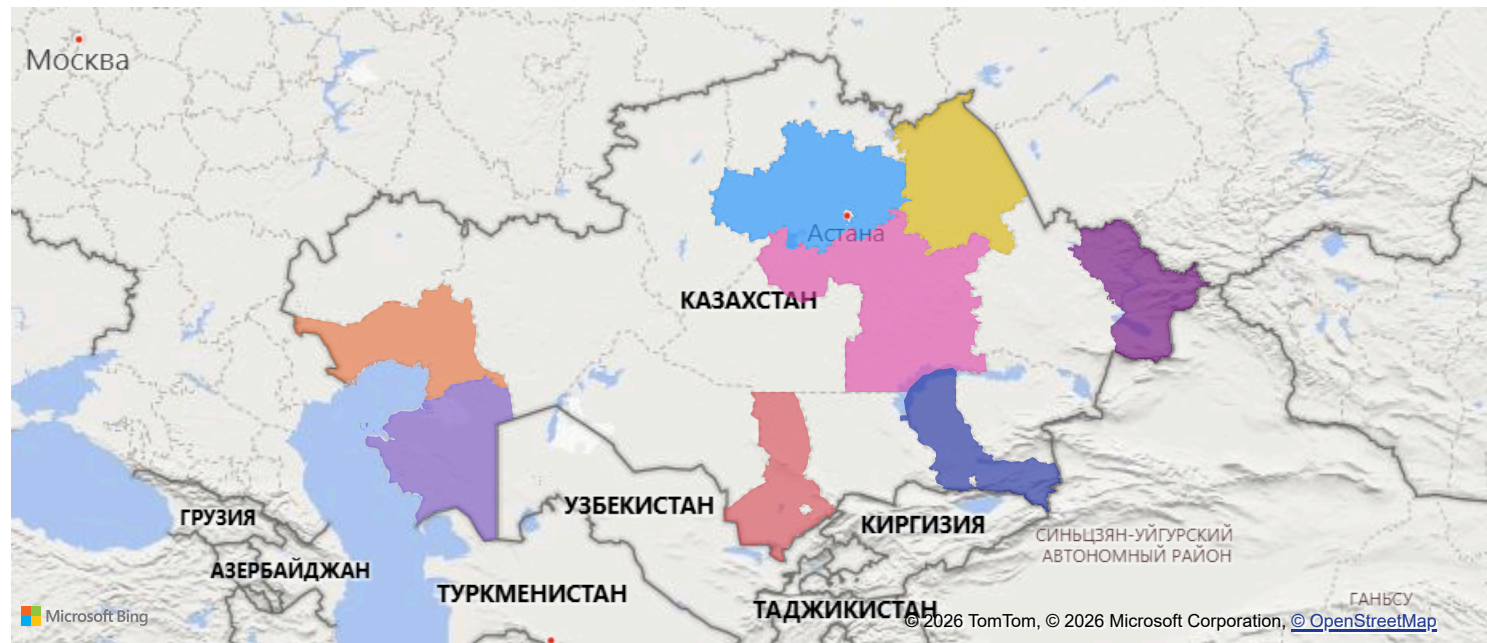 Москва
Астана
КАЗАХСТАН
УЗБЕКИСТАН
ГРУЗИЯ
КИРГИЗИЯ
СИНЬЦЗЯН-УЙГУРСКИЙ
АВТОНОМНЫЙ РАЙОН
АЗЕРБАЙДЖАН
ТУРКМЕНИСТАН
ТАДЖИКИСТАН
ГАНЬСУ
Microsoft Bing
© 2026 TomTom, © 2026 Microsoft Corporation, © OpenStreetMap